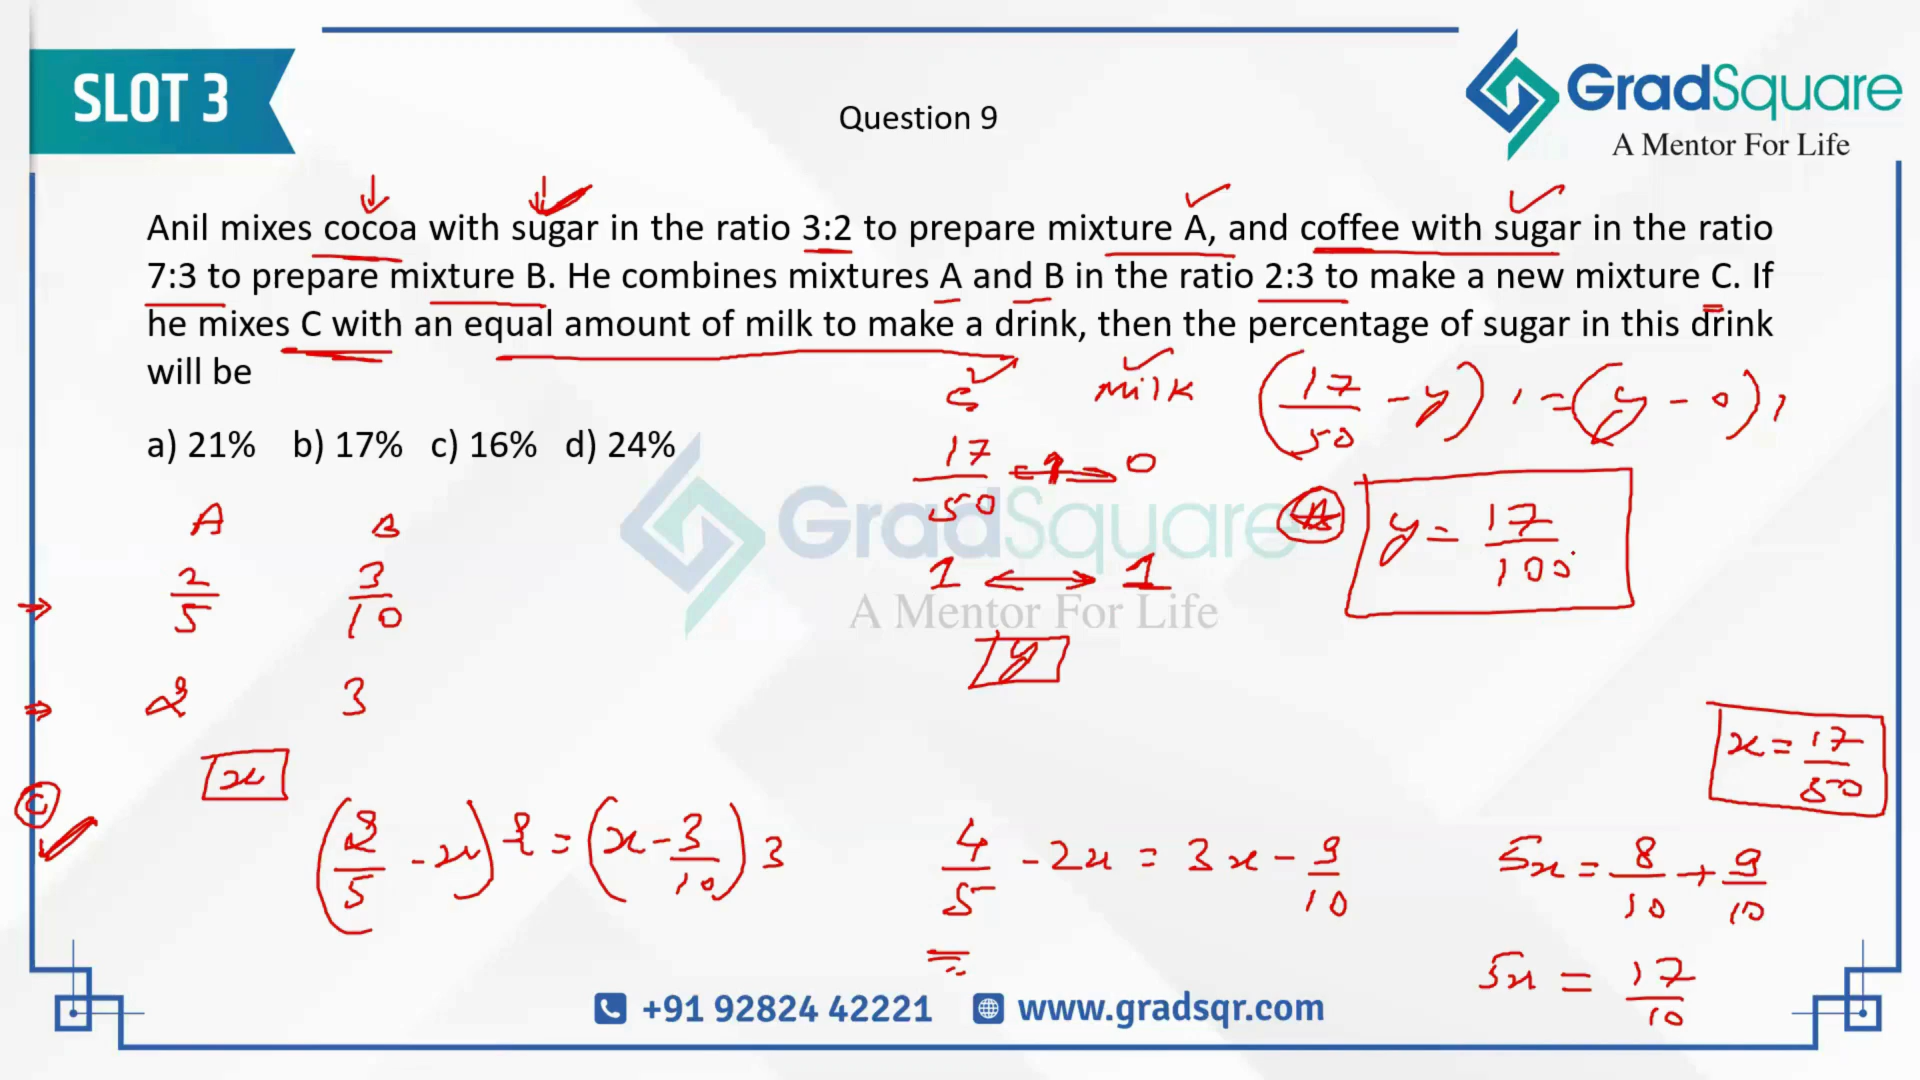 SLOT 3
Question 9
GradSquare
A Mentor For Life
Anil mixes cocoa with sugar in the ratio 3:2 to prepare mixture A, and coffee with sugar in the ratio
7:3 to prepare mixture B. He combines mixtures A and B in the ratio 2:3 to make a new mixture C. If
he mixes C with an equal amount of milk to make a drink, then the percentage of sugar in this drink
will be
a) 21% b) 17% c) 16% d) 24%
C milk
17/50 0
1 1
y
(17/50 - y) 1 = (y - 0) 1
y = 17/100
GradSquare
A Mentor For Life
A B
2/5 3/10
2 3
x
C
(2/5 - x) 2 = (x - 3/10) 3
4/5 - 2x = 3x - 9/10
5x = 8/10 + 9/10
5x = 17/10
x = 17/50
+91 92824 42221 www.gradsqr.com